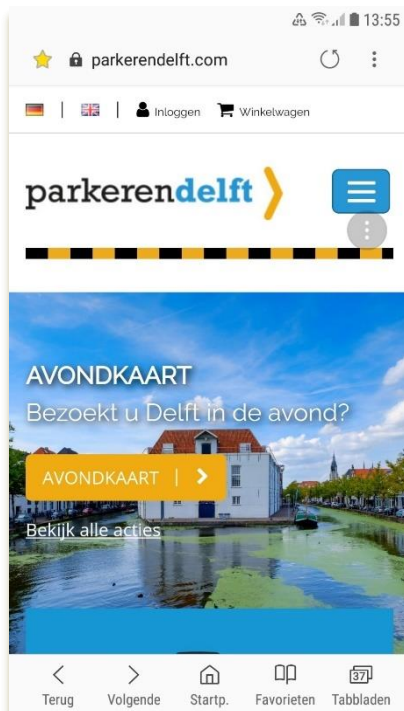 13:55
parkerendelft.com
Inloggen Winkelwagen
parkerendelft
AVONDKAART
Bezoekt u Delft in de avond?
AVONDKAART
Bekijk alle acties
37
Terug Volgende Startp. Favorieten Tabbladen